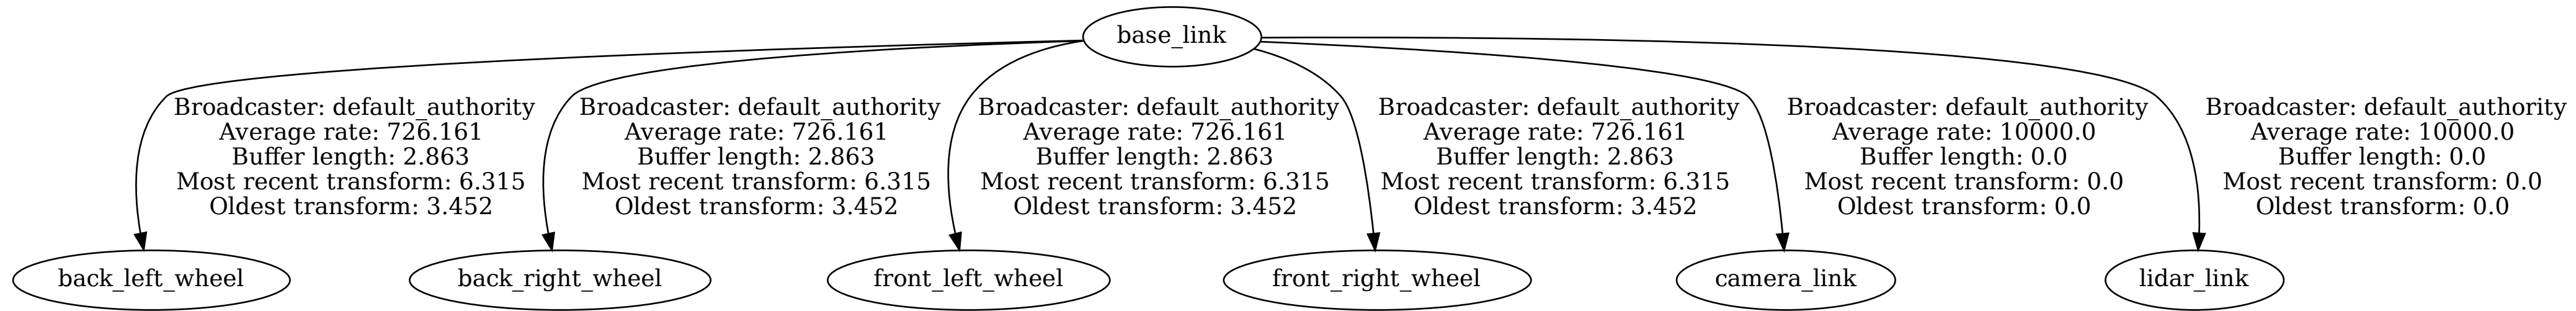 base_link
Broadcaster: default_authority
Average rate: 726.161
Buffer length: 2.863
Most recent transform: 6.315
Oldest transform: 3.452
Broadcaster: default_authority
Average rate: 726.161
Buffer length: 2.863
Most recent transform: 6.315
Oldest transform: 3.452
Broadcaster: default_authority
Average rate: 726.161
Buffer length: 2.863
Most recent transform: 6.315
Oldest transform: 3.452
Broadcaster: default_authority
Average rate: 726.161
Buffer length: 2.863
Most recent transform: 6.315
Oldest transform: 3.452
Broadcaster: default_authority
Average rate: 10000.0
Buffer length: 0.0
Most recent transform: 0.0
Oldest transform: 0.0
Broadcaster: default_authority
Average rate: 10000.0
Buffer length: 0.0
Most recent transform: 0.0
Oldest transform: 0.0
back_left_wheel
back_right_wheel
front_left_wheel
front_right_wheel
camera_link
lidar_link